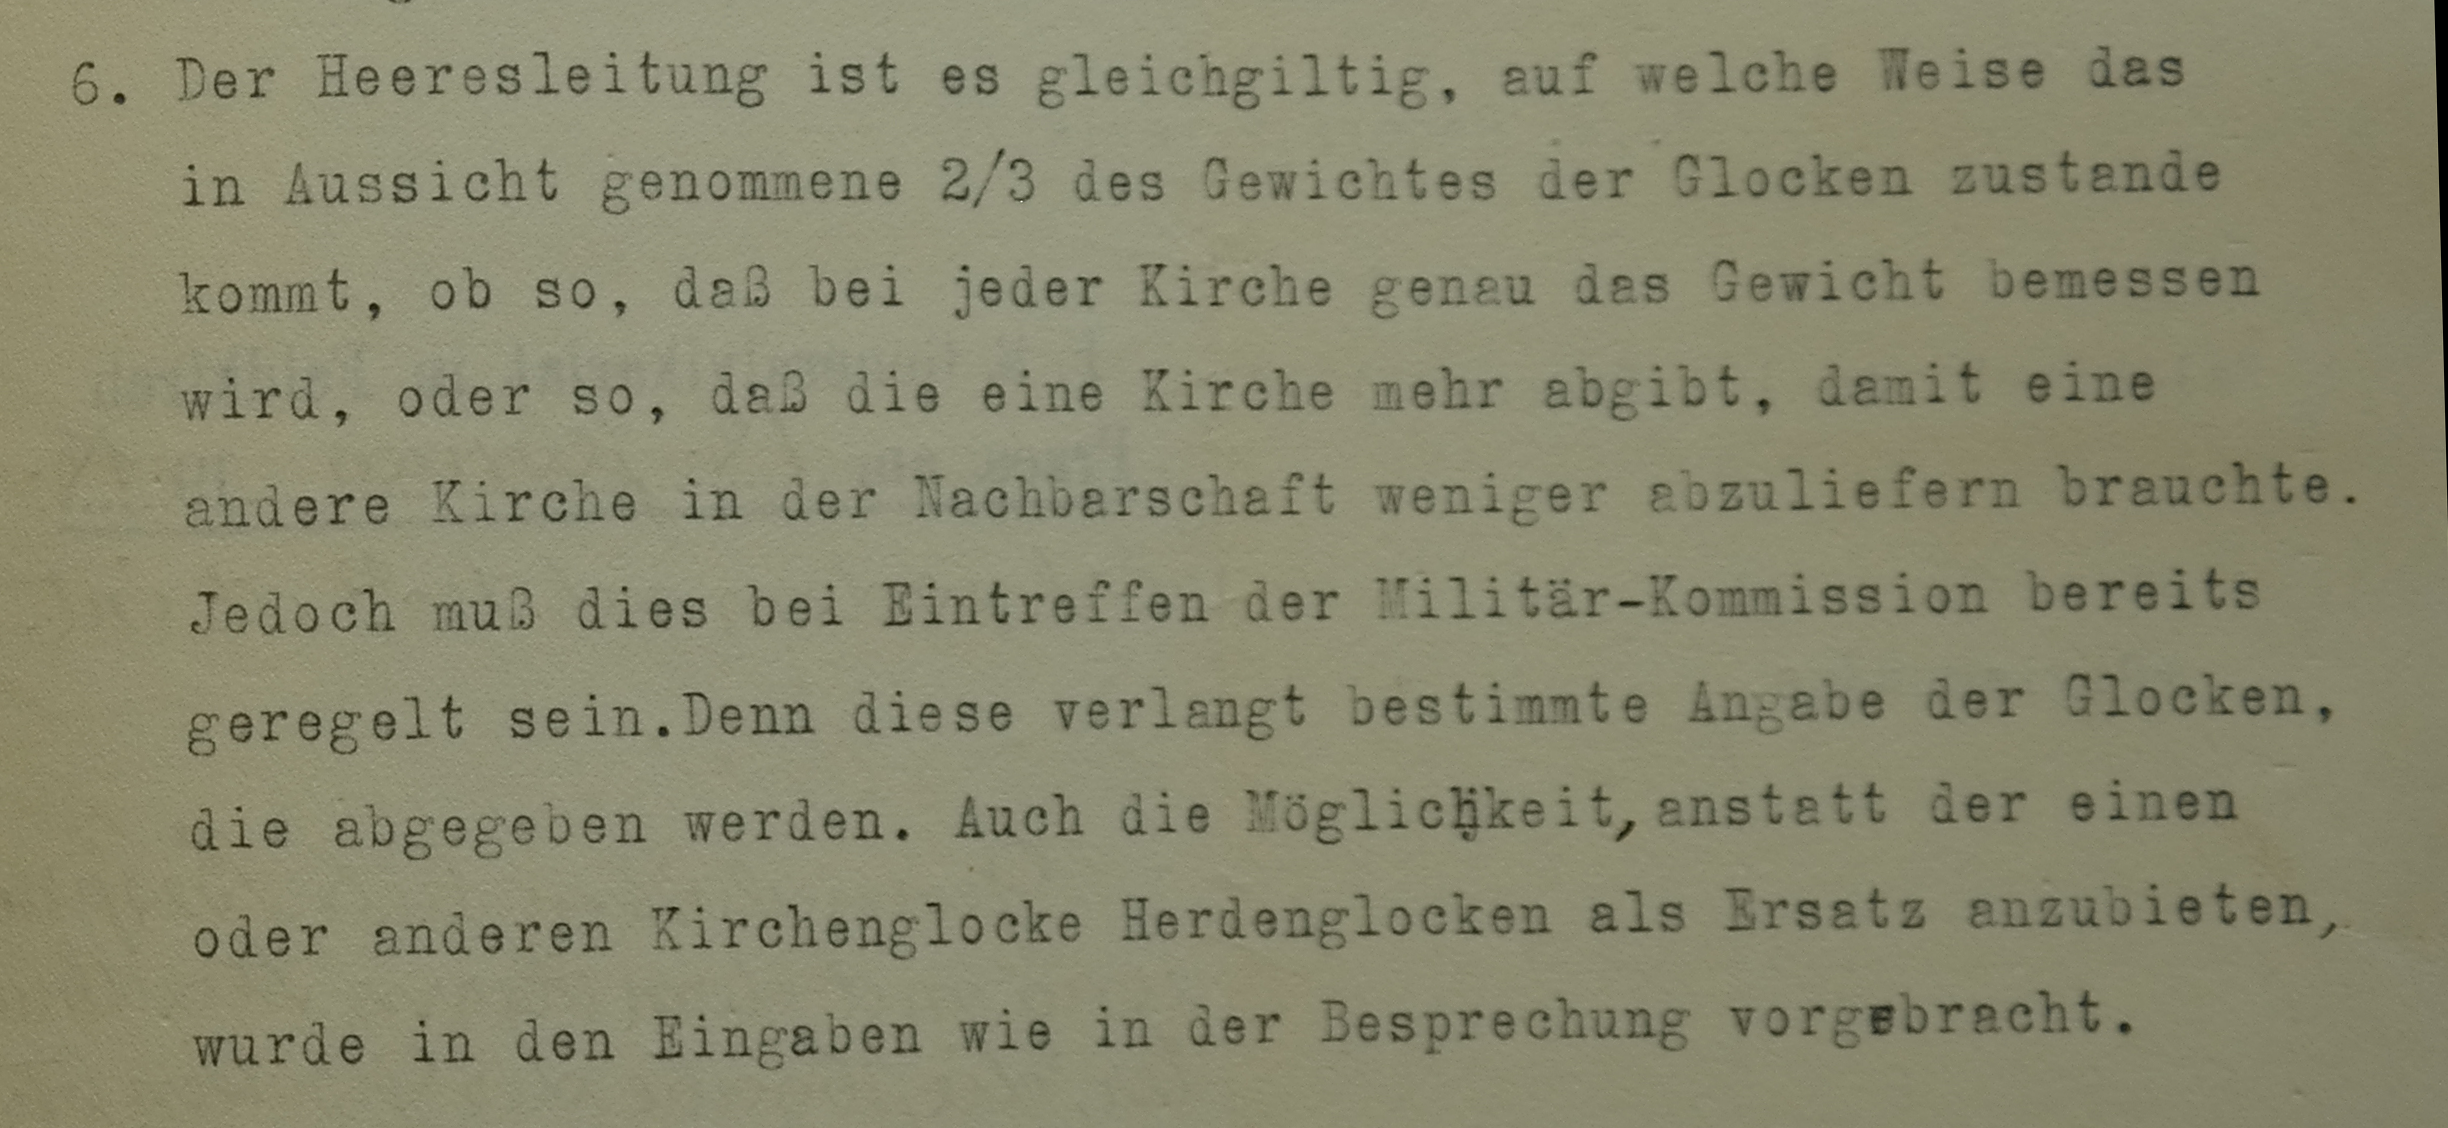 6. Der Heeresleitung ist es gleichgiltig, auf welche Weise das
in Aussicht genommene 2/3 des Gewichtes der Glocken zustande
kommt, ob so, daß bei jeder Kirche genau das Gewicht bemessen
wird, oder so, daß die eine Kirche mehr abgibt, damit eine
andere Kirche in der Nachbarschaft weniger abzuliefern brauchte.
Jedoch muß dies bei Eintreffen der Militär-Kommission bereits
geregelt sein.Denn diese verlangt bestimmte Angabe der Glocken,
die abgegeben werden. Auch die Möglichkeit,anstatt der einen
oder anderen Kirchenglocke Herdenglocken als Ersatz anzubieten,
wurde in den Eingaben wie in der Besprechung vorgebracht.